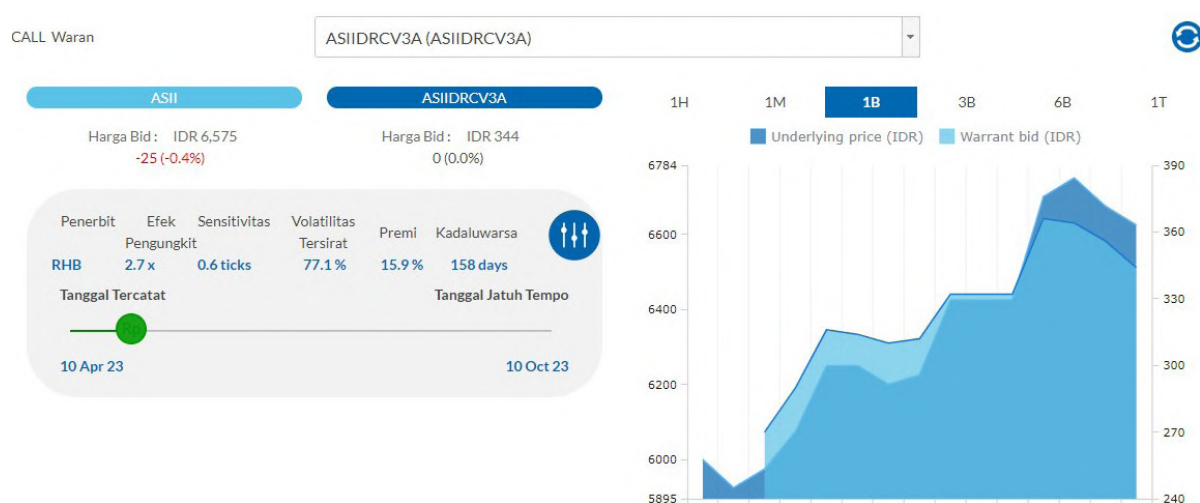 CALL Waran
ASIIDRCV3A (ASIIDRCV3A)
ASII
ASIIDRCV3A
Harga Bid : IDR 6,575
-25 (-0.4%)
Harga Bid : IDR 344
0 (0.0%)
Penerbit
Efek Pengungkit
Sensitivitas
Volatilitas Tersirat
Premi
Kadaluwarsa
RHB
2.7 x
0.6 ticks
77.1 %
15.9 %
158 days
Tanggal Tercatat
Tanggal Jatuh Tempo
Rp
10 Apr 23
10 Oct 23
1H
1M
1B
3B
6B
1T
Underlying price (IDR)
Warrant bid (IDR)
6784
6600
6400
6200
6000
5895
390
360
330
300
270
240